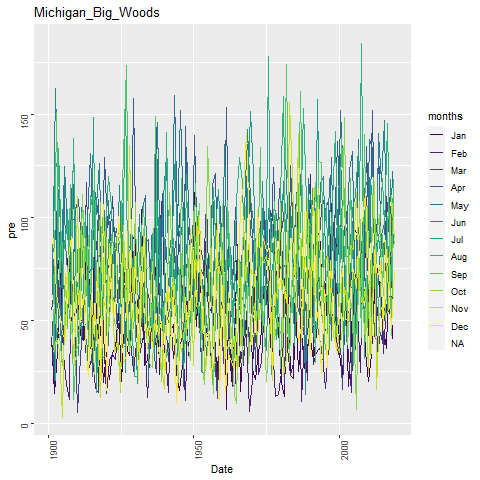 Michigan_Big_Woods
pre
150
100
50
0
1900
1950
2000
Date
months
Jan
Feb
Mar
Apr
May
Jun
Jul
Aug
Sep
Oct
Nov
Dec
NA